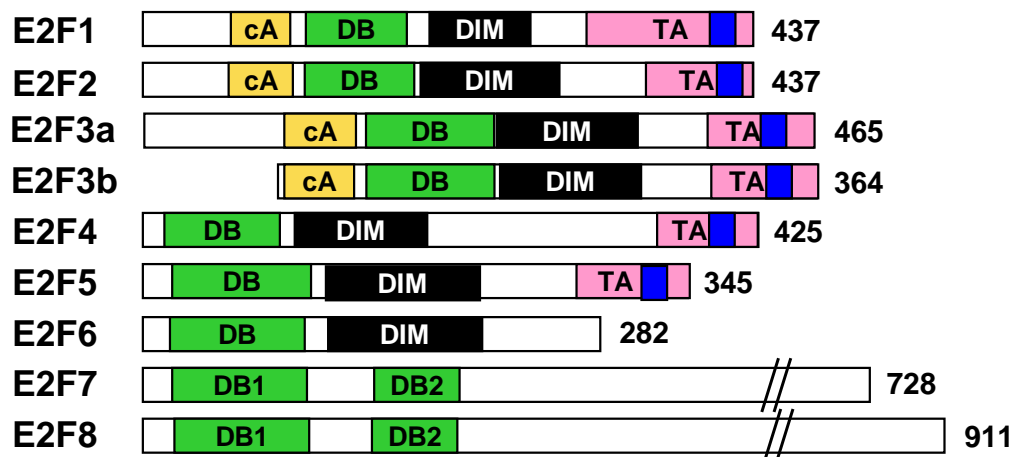 E2F1 cA DB DIM TA 437
E2F2 cA DB DIM TA 437
E2F3a cA DB DIM TA 465
E2F3b cA DB DIM TA 364
E2F4 DB DIM TA 425
E2F5 DB DIM TA 345
E2F6 DB DIM 282
E2F7 DB1 DB2 728
E2F8 DB1 DB2 911